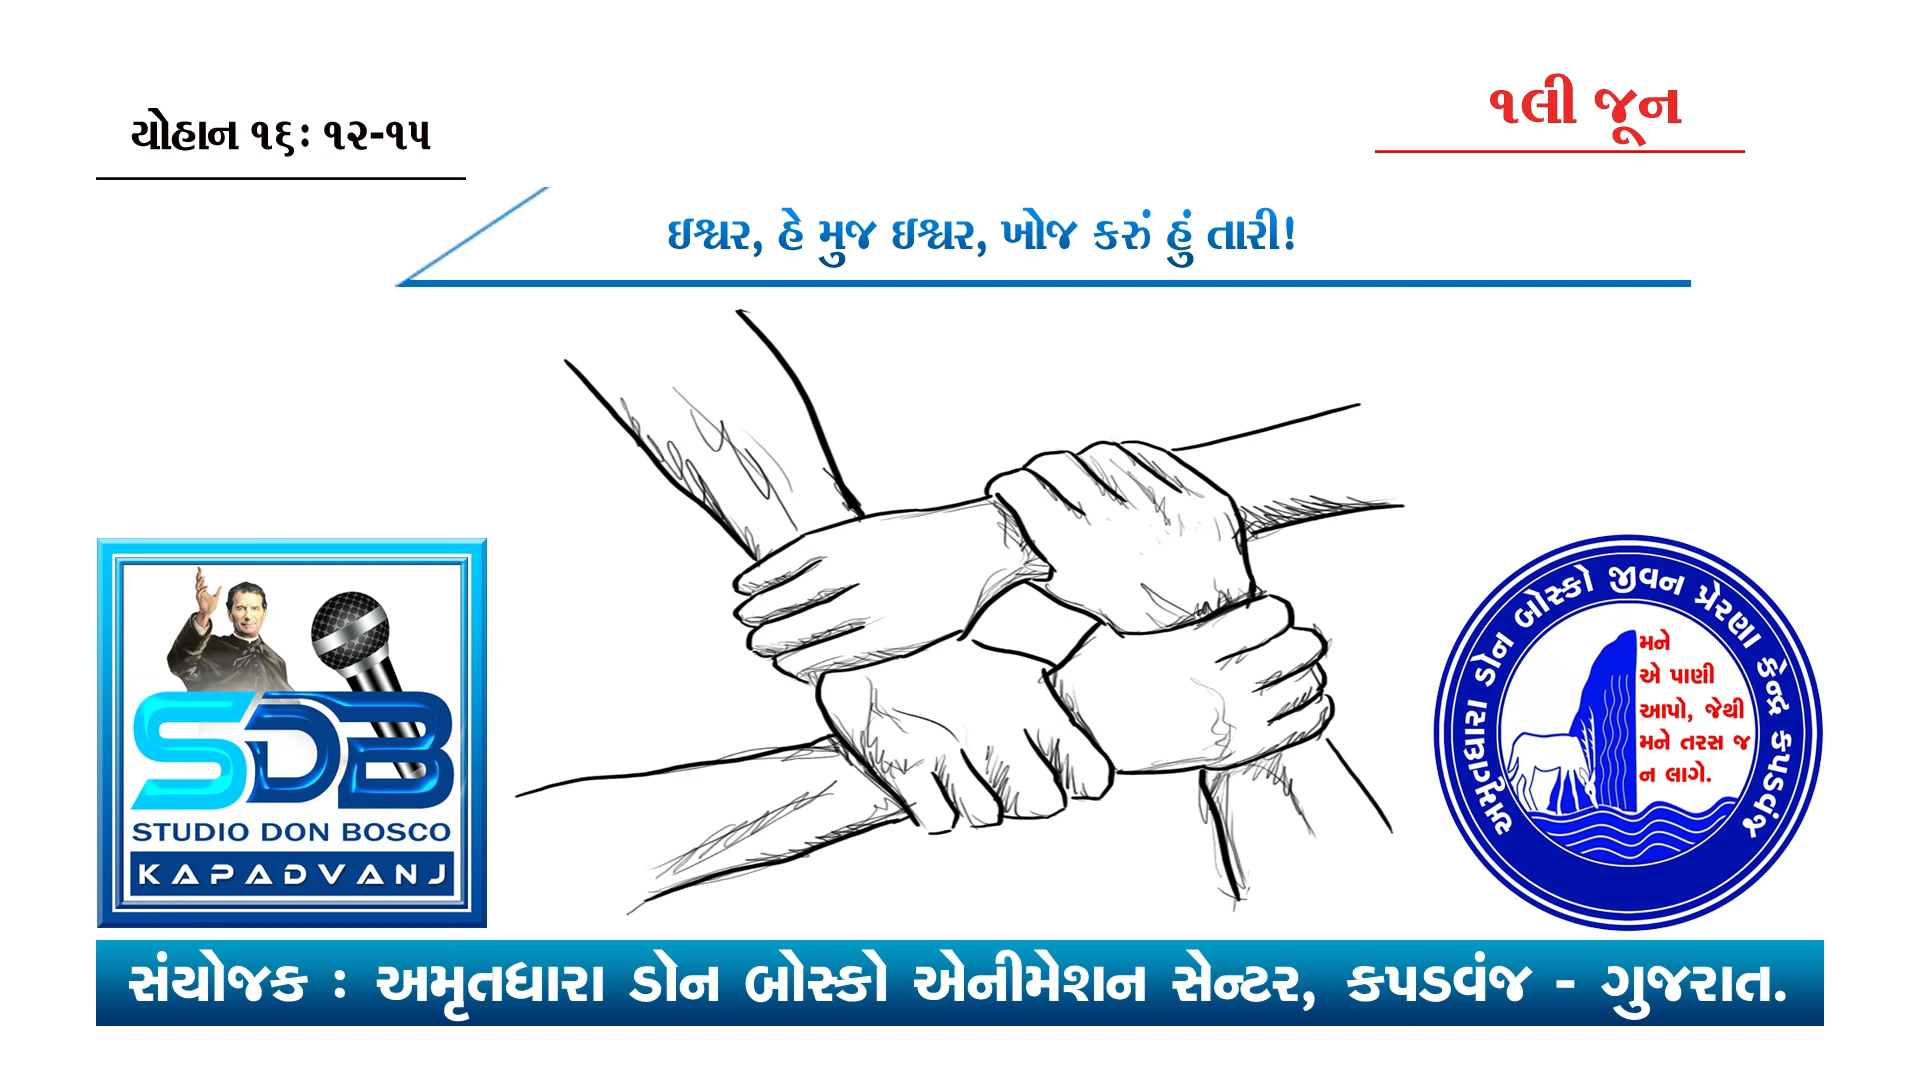 ૧લી જૂન
યોહાન ૧૬: ૧૨-૧૫
ઇશ્વર, હે મુજ ઇશ્વર, ખોજ કરું હું તારી!
SDB
STUDIO DON BOSCO
KAPADVANJ
અમૃતધારા ડોન બોસ્કો જીવન પ્રેરણા કેન્દ્ર કપડવંજ
મને
એ પાણી
આપો, જેથી
મને તરસ જ
ન લાગે.
સંયોજક : અમૃતધારા ડોન બોસ્કો એનીમેશન સેન્ટર, કપડવંજ - ગુજરાત.